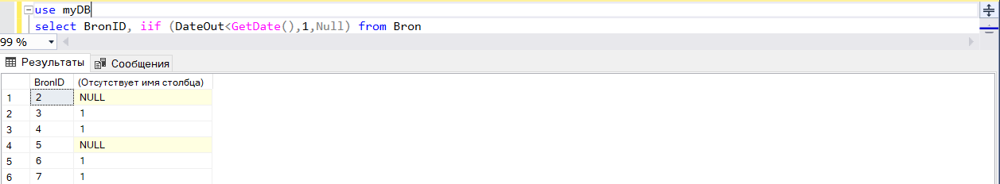 use myDB
select BronID, iif (DateOut<GetDate(),1,Null) from Bron
99 %
Результаты Сообщения
BronID (Отсутствует имя столбца)
1 2 NULL
2 3 1
3 4 1
4 5 NULL
5 6 1
6 7 1